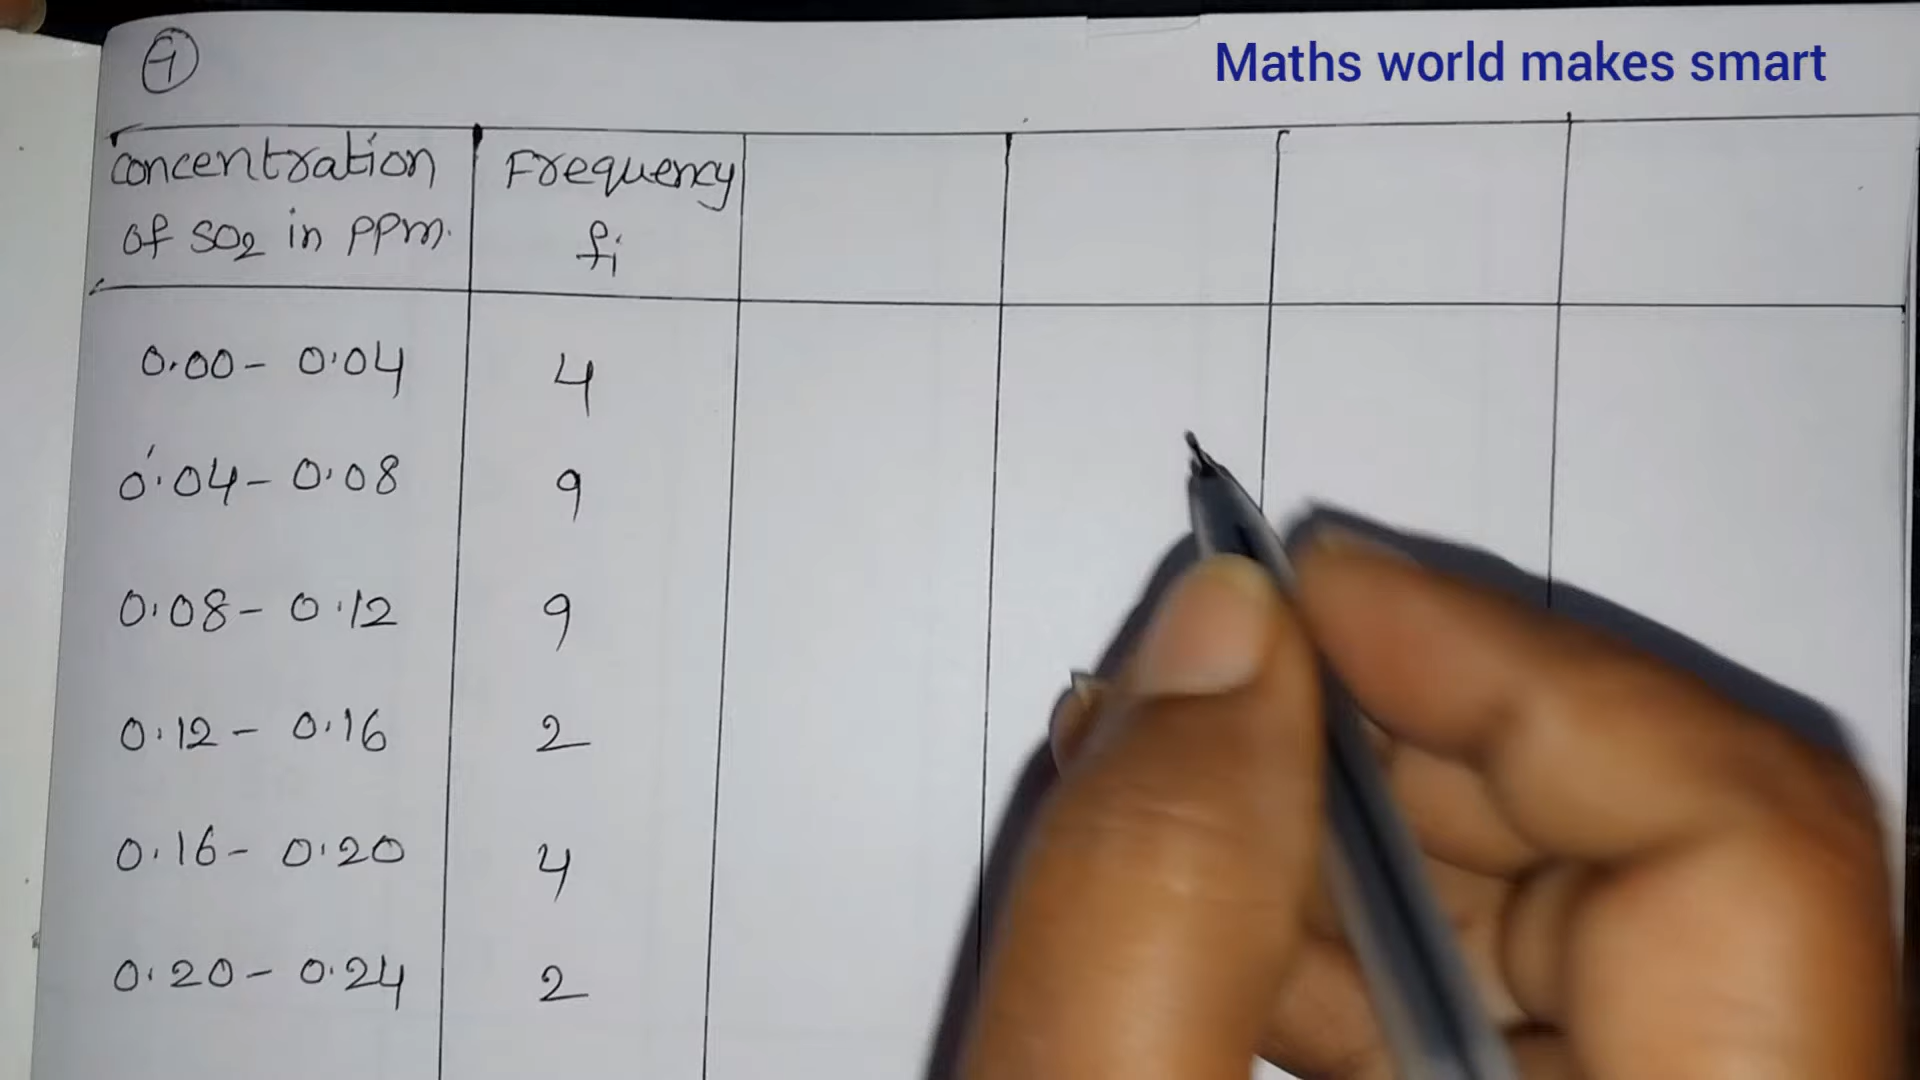 7
Maths world makes smart
concentration Frequency
of SO2 in PPm. fi
0.00- 0.04 4
0.04- 0.08 9
0.08- 0.12 9
0.12 - 0.16 2
0.16- 0.20 4
0.20- 0.24 2